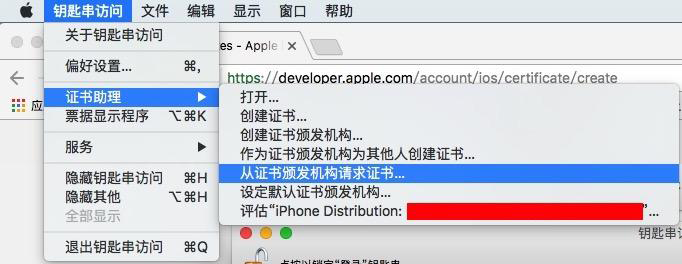 钥匙串访问 文件 编辑 显示 窗口 帮助
关于钥匙串访问
es - Apple
偏好设置... ⌘,
https://developer.apple.com/account/ios/certificate/create
证书助理 ▶
打开...
票据显示程序 ⌥⌘K
创建证书...
创建证书颁发机构...
服务 ▶
作为证书颁发机构为其他人创建证书...
隐藏钥匙串访问 ⌘H
从证书颁发机构请求证书...
隐藏其他 ⌥⌘H
设定默认证书颁发机构...
全部显示
评估“iPhone Distribution: ”...
退出钥匙串访问 ⌘Q
钥匙串访